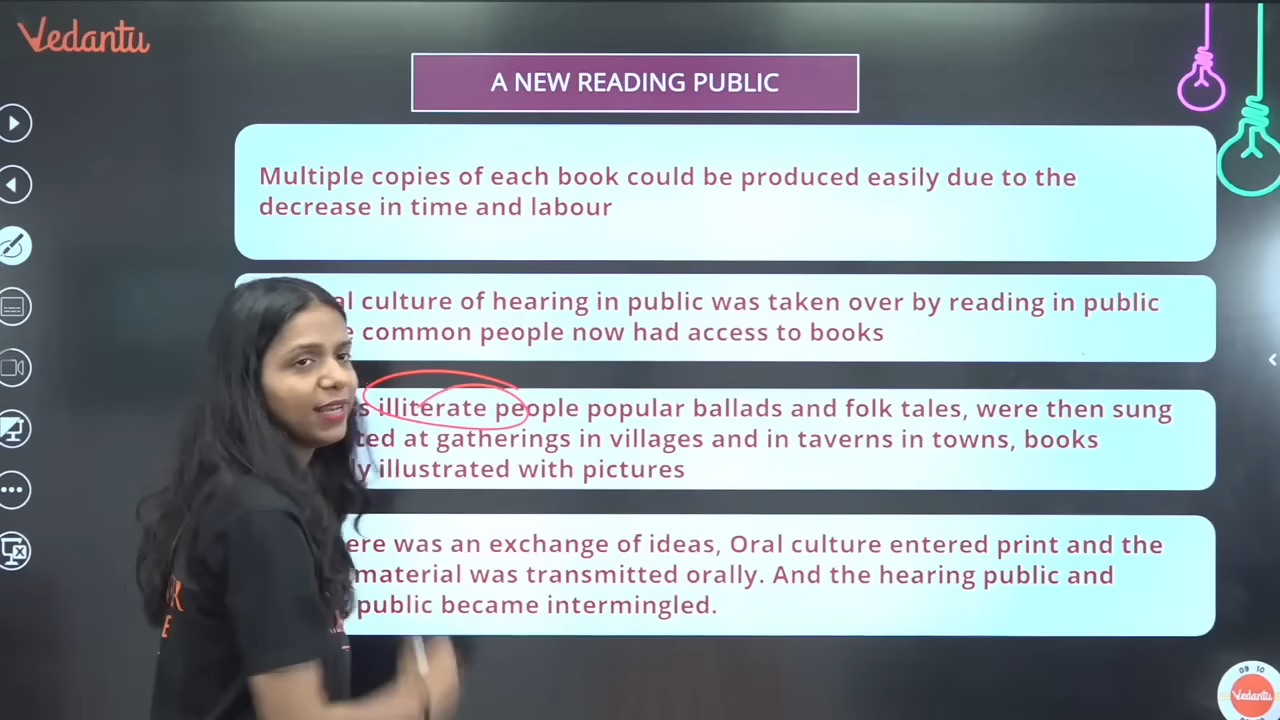 Vedantu
A NEW READING PUBLIC
Multiple copies of each book could be produced easily due to the
decrease in time and labour
culture of hearing in public was taken over by reading in public
common people now had access to books
illiterate people popular ballads and folk tales, were then sung
at gatherings in villages and in taverns in towns, books
illustrated with pictures
was an exchange of ideas, Oral culture entered print and the
material was transmitted orally. And the hearing public and
public became intermingled.
09 10
Vedantu